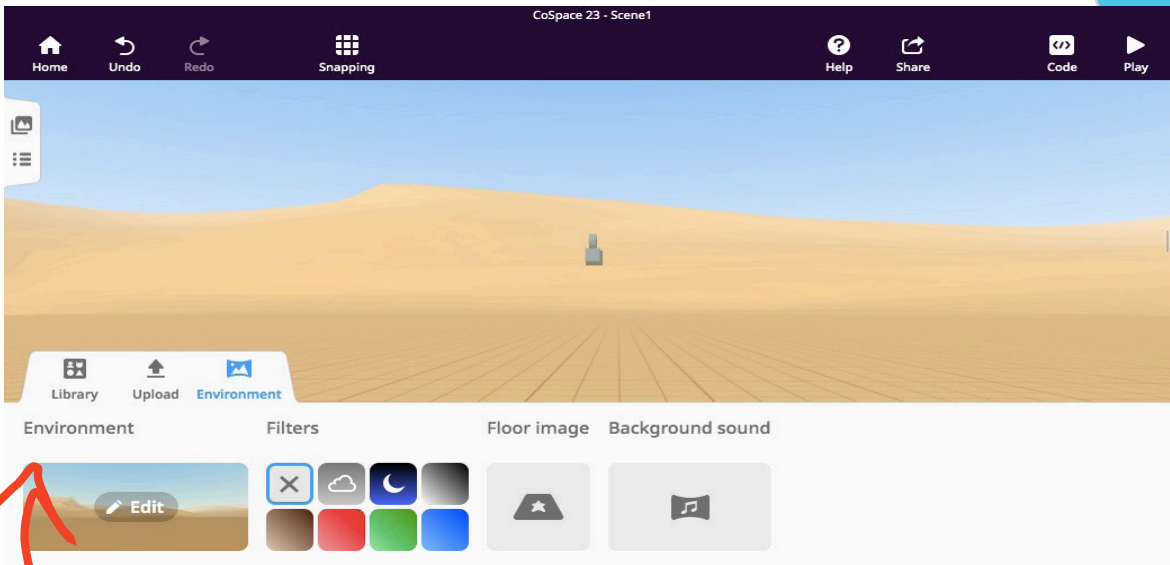 CoSpace 23 - Scene1
Home Undo Redo Snapping Help Share Code Play
Library Upload Environment
Environment Filters Floor image Background sound
Edit